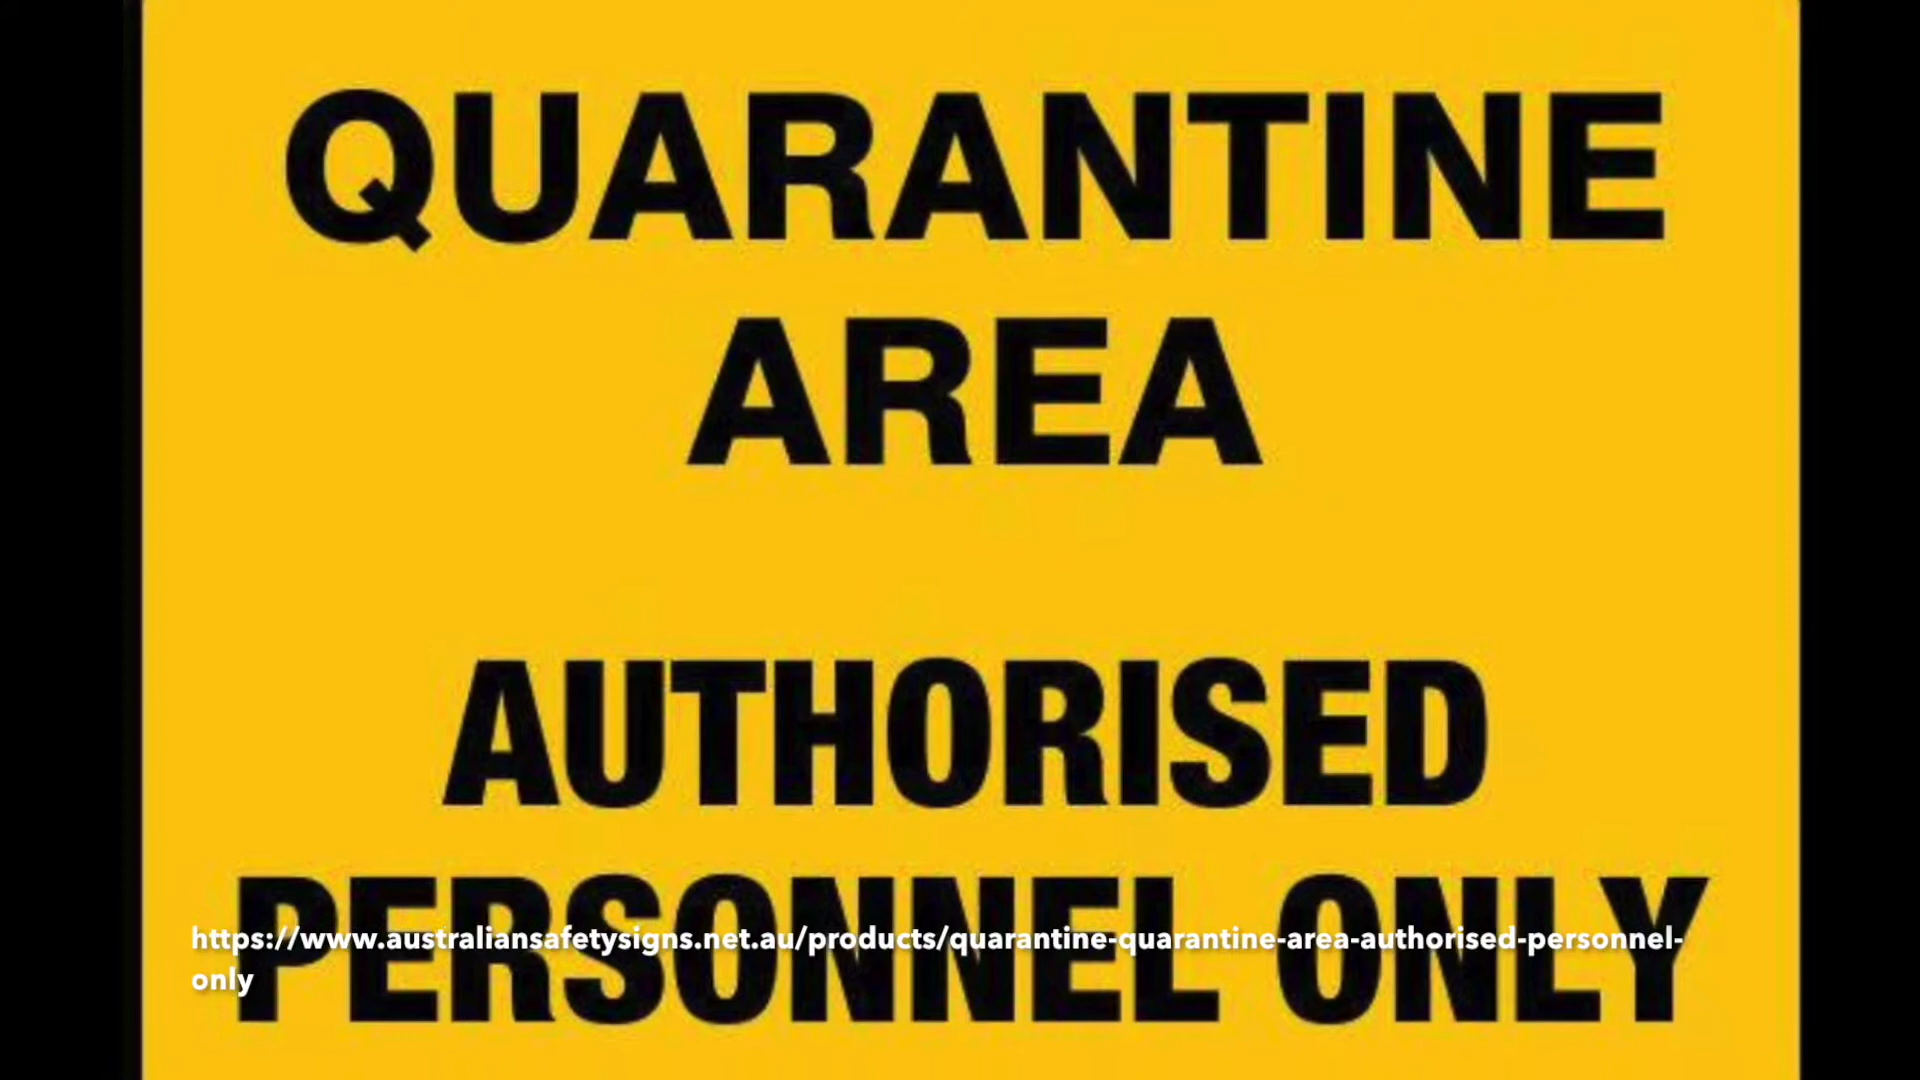 QUARANTINE
AREA
AUTHORISED
PERSONNEL ONLY
https://www.australiansafetysigns.net.au/products/quarantine-quarantine-area-authorised-personnel-
only